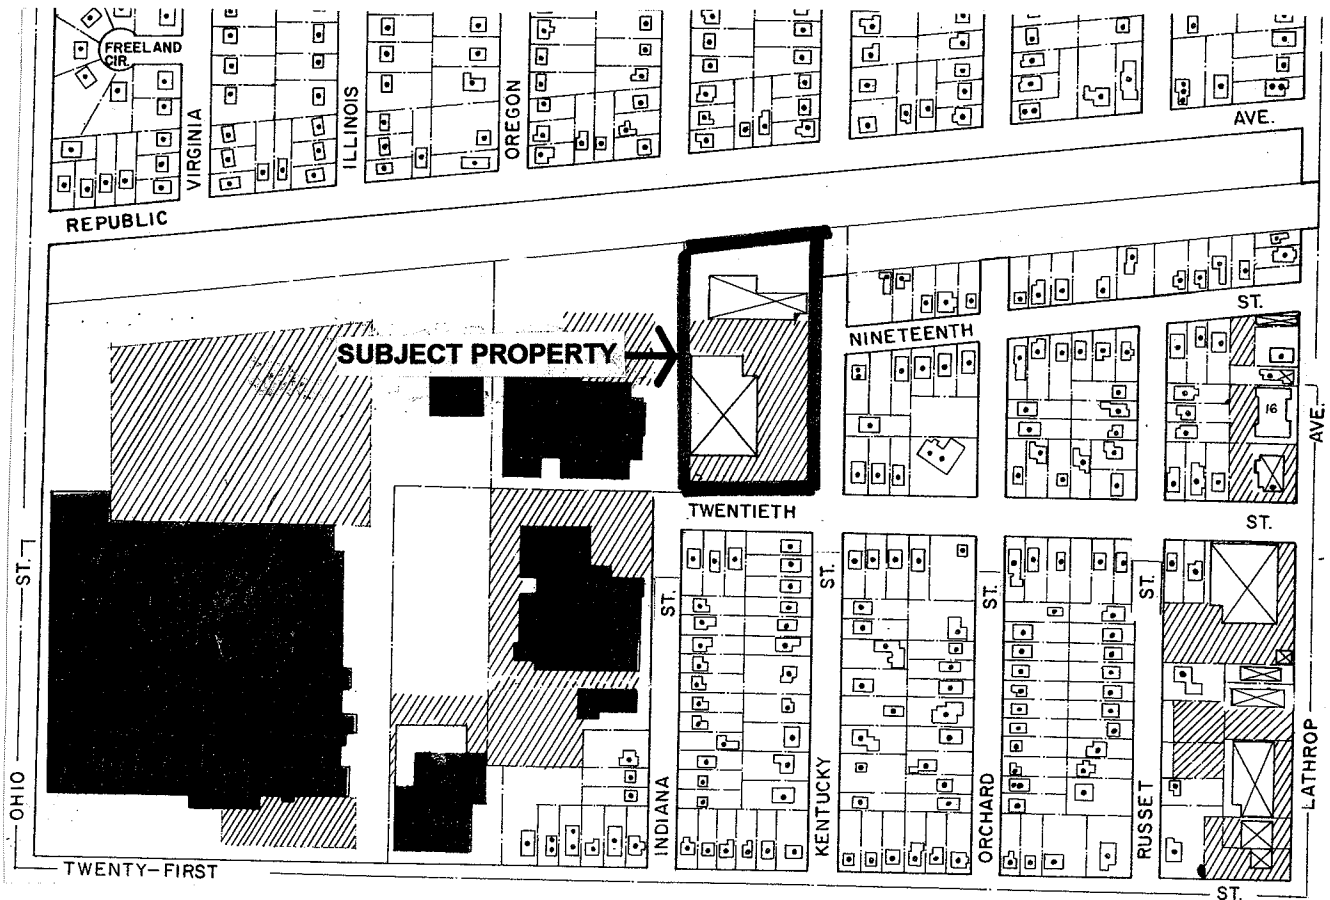 FREELAND
CIR.
VIRGINIA
ILLINOIS
OREGON
AVE.
REPUBLIC
ST.
NINETEENTH
SUBJECT PROPERTY
16
AVE.
TWENTIETH
ST.
ST.
ST.
ST.
ST.
ST.
OHIO
INDIANA
KENTUCKY
ORCHARD
RUSSET
LATHROP
TWENTY-FIRST
ST.